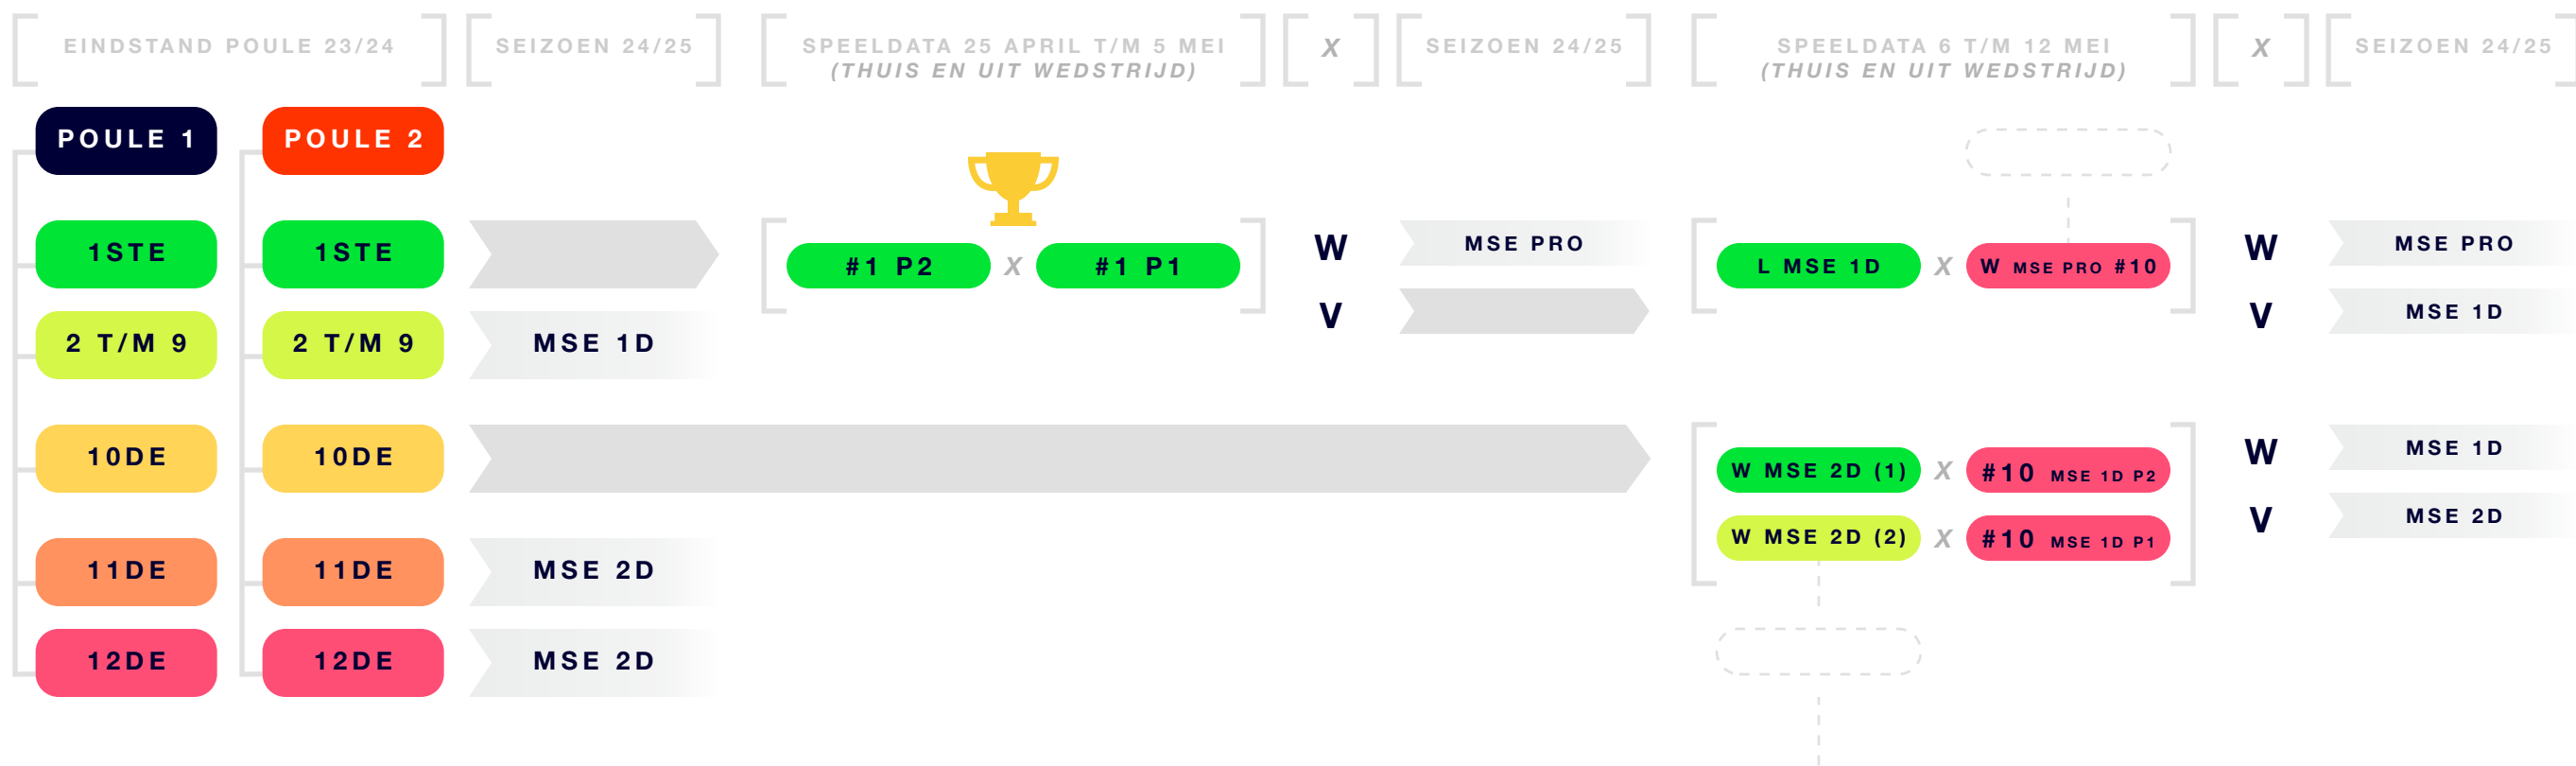 EINDSTAND POULE 23/24
SEIZOEN 24/25
SPEELDATA 25 APRIL T/M 5 MEI
(THUIS EN UIT WEDSTRIJD)
X
SEIZOEN 24/25
SPEELDATA 6 T/M 12 MEI
(THUIS EN UIT WEDSTRIJD)
X
SEIZOEN 24/25
POULE 1
POULE 2
1STE
1STE
#1 P2 X #1 P1
W
MSE PRO
V
L MSE 1D X W MSE PRO #10
W
MSE PRO
V
MSE 1D
2 T/M 9
2 T/M 9
MSE 1D
10DE
10DE
W MSE 2D (1) X #10 MSE 1D P2
W MSE 2D (2) X #10 MSE 1D P1
W
MSE 1D
V
MSE 2D
11DE
11DE
MSE 2D
12DE
12DE
MSE 2D